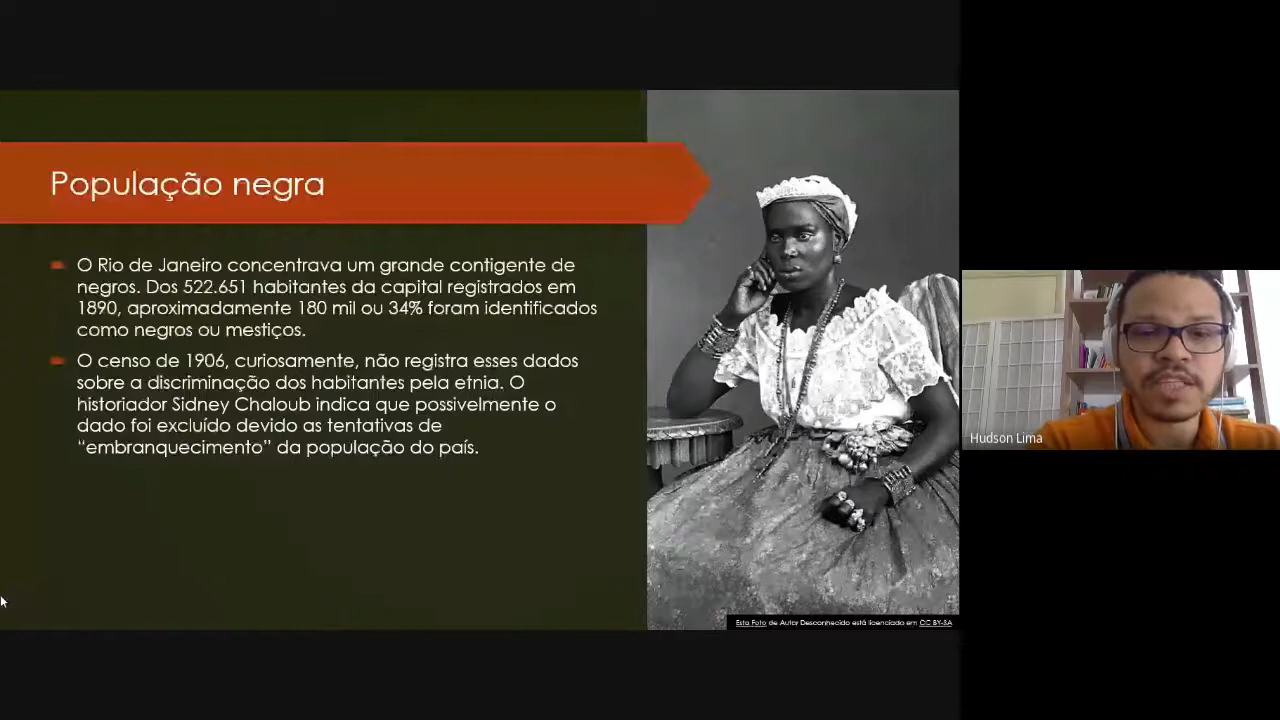 População negra
O Rio de Janeiro concentrava um grande contigente de
negros. Dos 522.651 habitantes da capital registrados em
1890, aproximadamente 180 mil ou 34% foram identificados
como negros ou mestiços.
O censo de 1906, curiosamente, não registra esses dados
sobre a discriminação dos habitantes pela etnia. O
historiador Sidney Chaloub indica que possivelmente o
dado foi excluído devido as tentativas de
“embranquecimento” da população do país.
Esta Foto de Autor Desconhecido está licenciado em CC BY-SA
Hudson Lima